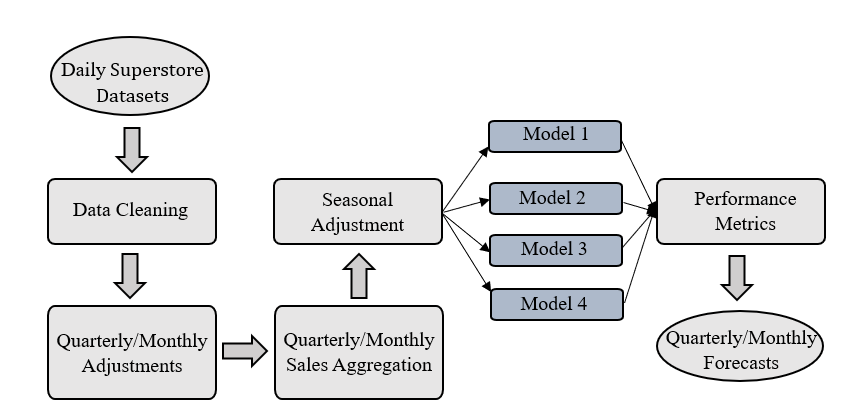 Daily Superstore
Datasets
Data Cleaning
Quarterly/Monthly
Adjustments
Quarterly/Monthly
Sales Aggregation
Seasonal
Adjustment
Model 1
Model 2
Model 3
Model 4
Performance
Metrics
Quarterly/Monthly
Forecasts